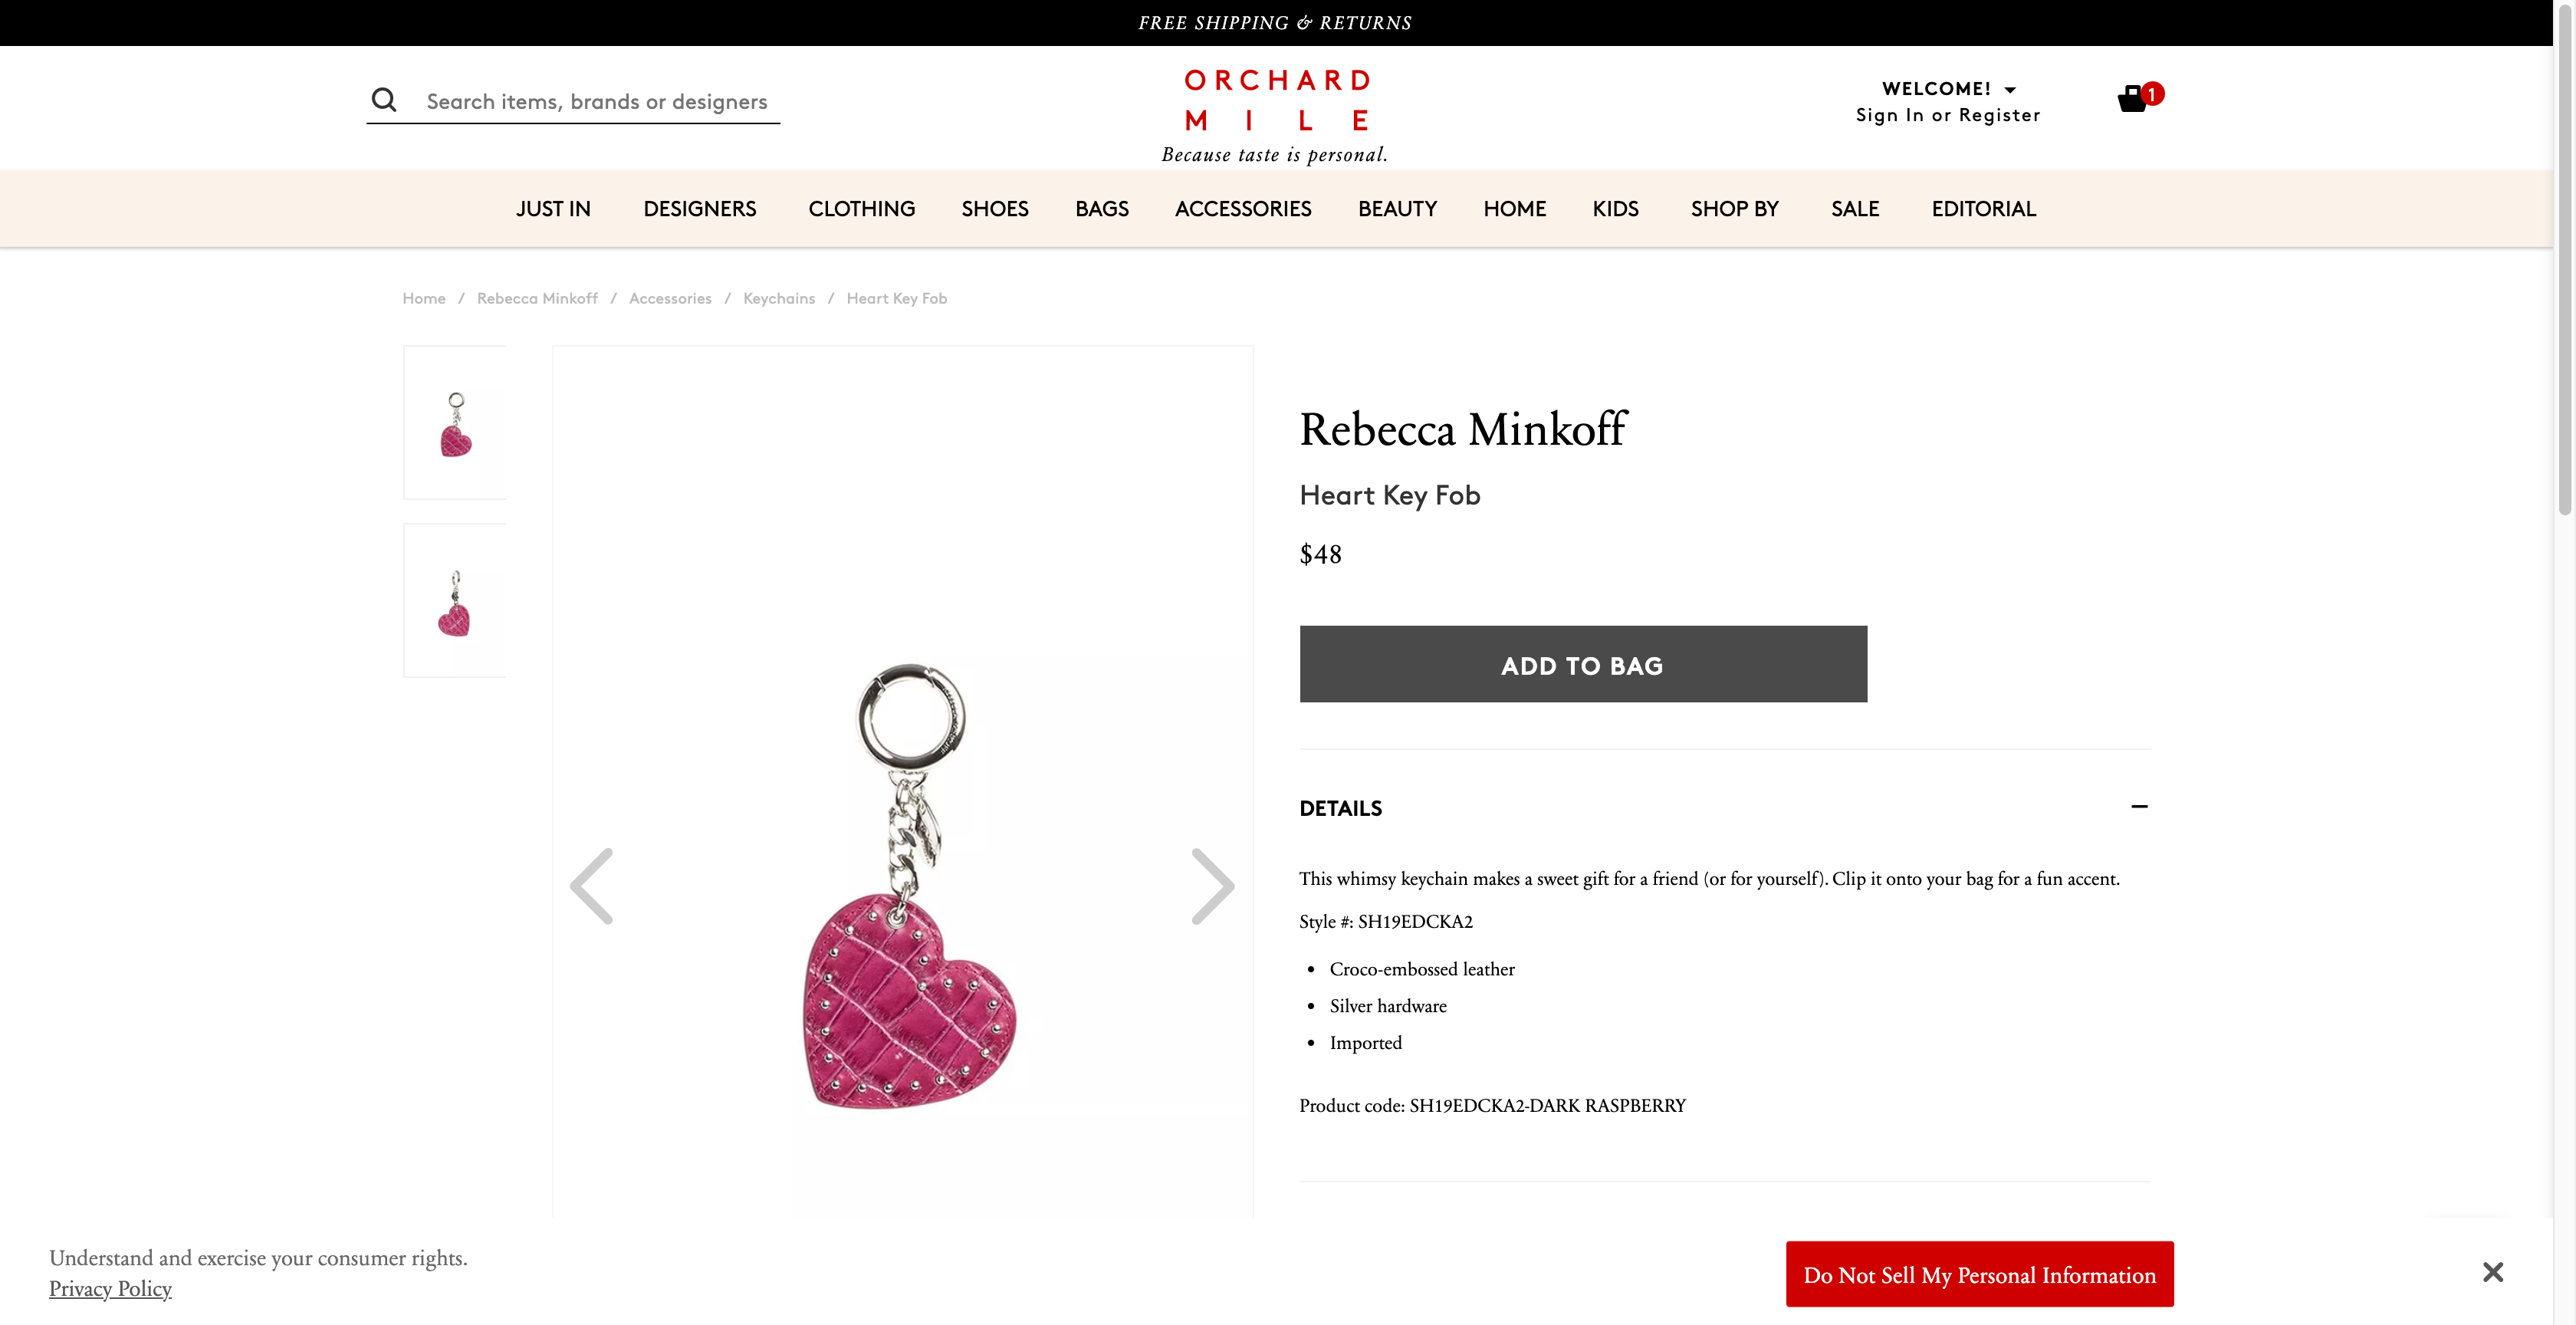 FREE SHIPPING & RETURNS
Search items, brands or designers
ORCHARD
MILE
Because taste is personal.
WELCOME!
Sign In or Register
1
JUST IN DESIGNERS CLOTHING SHOES BAGS ACCESSORIES BEAUTY HOME KIDS SHOP BY SALE EDITORIAL
Home / Rebecca Minkoff / Accessories / Keychains / Heart Key Fob
Rebecca Minkoff
Heart Key Fob
$48
ADD TO BAG
DETAILS
This whimsy keychain makes a sweet gift for a friend (or for yourself). Clip it onto your bag for a fun accent.
Style #: SH19EDCKA2
• Croco-embossed leather
• Silver hardware
• Imported
Product code: SH19EDCKA2-DARK RASPBERRY
Understand and exercise your consumer rights.
Privacy Policy
Do Not Sell My Personal Information